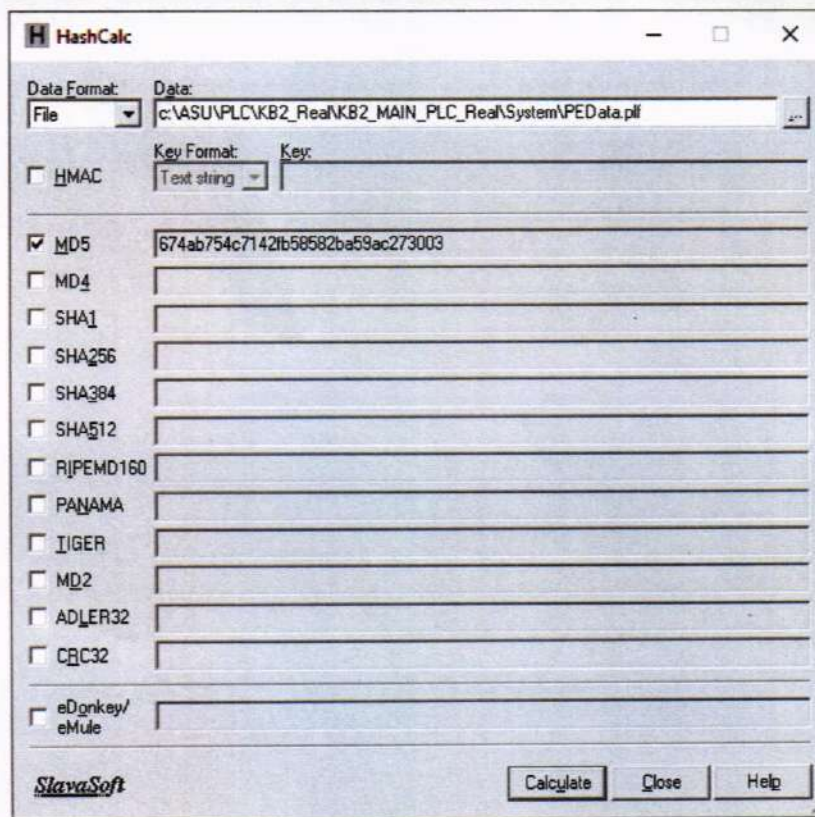 HashCalc
Data Format: Data:
File c:\ASU\PLC\KB2_Real\KB2_MAIN_PLC_Real\System\PEData.plf ...
Key Format: Key:
HMAC Text string
MD5 674ab754c7142fb58582ba59ac273003
MD4
SHA1
SHA256
SHA384
SHA512
RIPEMD160
PANAMA
TIGER
MD2
ADLER32
CRC32
eDonkey/
eMule
SlavaSoft Calculate Close Help